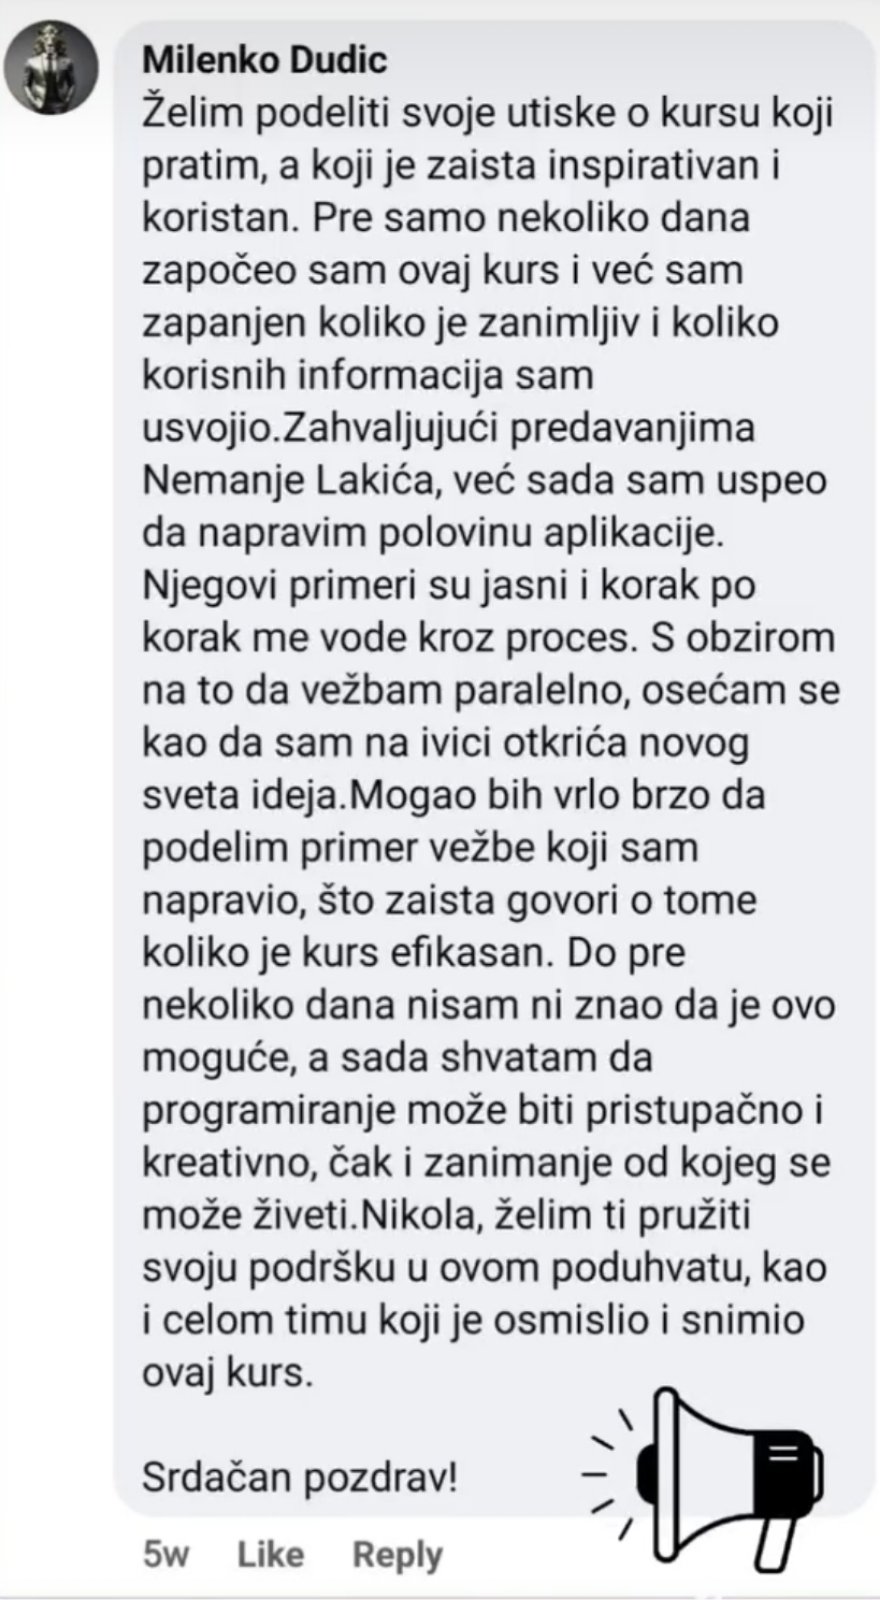 Milenko Dudic
Želim podeliti svoje utiske o kursu koji
pratim, a koji je zaista inspirativan i
koristan. Pre samo nekoliko dana
započeo sam ovaj kurs i već sam
zapanjen koliko je zanimljiv i koliko
korisnih informacija sam
usvojio.Zahvaljujući predavanjima
Nemanje Lakića, već sada sam uspeo
da napravim polovinu aplikacije.
Njegovi primeri su jasni i korak po
korak me vode kroz proces. S obzirom
na to da vežbam paralelno, osećam se
kao da sam na ivici otkrića novog
sveta ideja.Mogao bih vrlo brzo da
podelim primer vežbe koji sam
napravio, što zaista govori o tome
koliko je kurs efikasan. Do pre
nekoliko dana nisam ni znao da je ovo
moguće, a sada shvatam da
programiranje može biti pristupačno i
kreativno, čak i zanimanje od kojeg se
može živeti.Nikola, želim ti pružiti
svoju podršku u ovom poduhvatu, kao
i celom timu koji je osmislio i snimio
ovaj kurs.
Srdačan pozdrav!
5w Like Reply